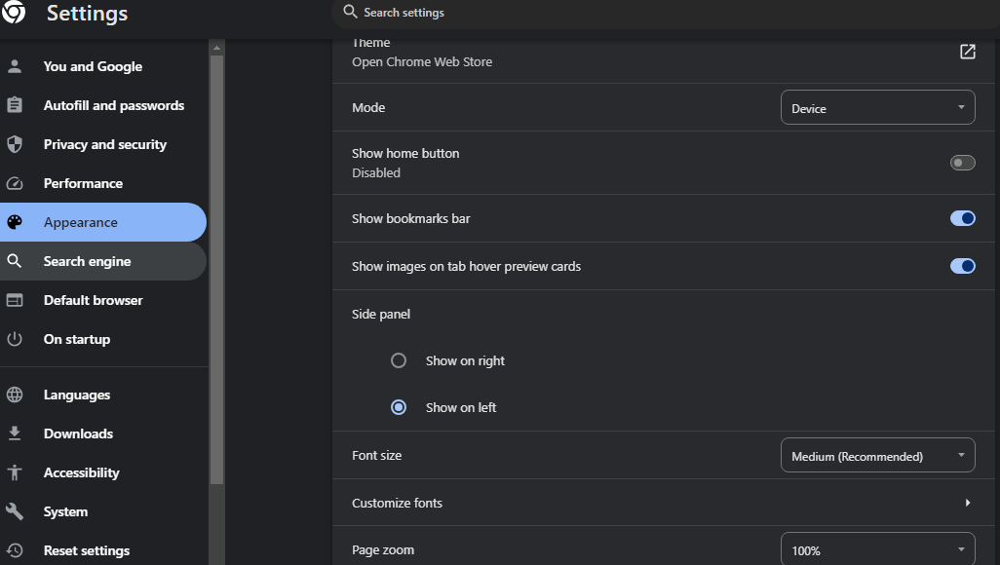 Settings
Search settings
You and Google
Autofill and passwords
Privacy and security
Performance
Appearance
Search engine
Default browser
On startup
Languages
Downloads
Accessibility
System
Reset settings
Theme
Open Chrome Web Store
Mode
Device
Show home button
Disabled
Show bookmarks bar
Show images on tab hover preview cards
Side panel
Show on right
Show on left
Font size
Medium (Recommended)
Customize fonts
Page zoom
100%